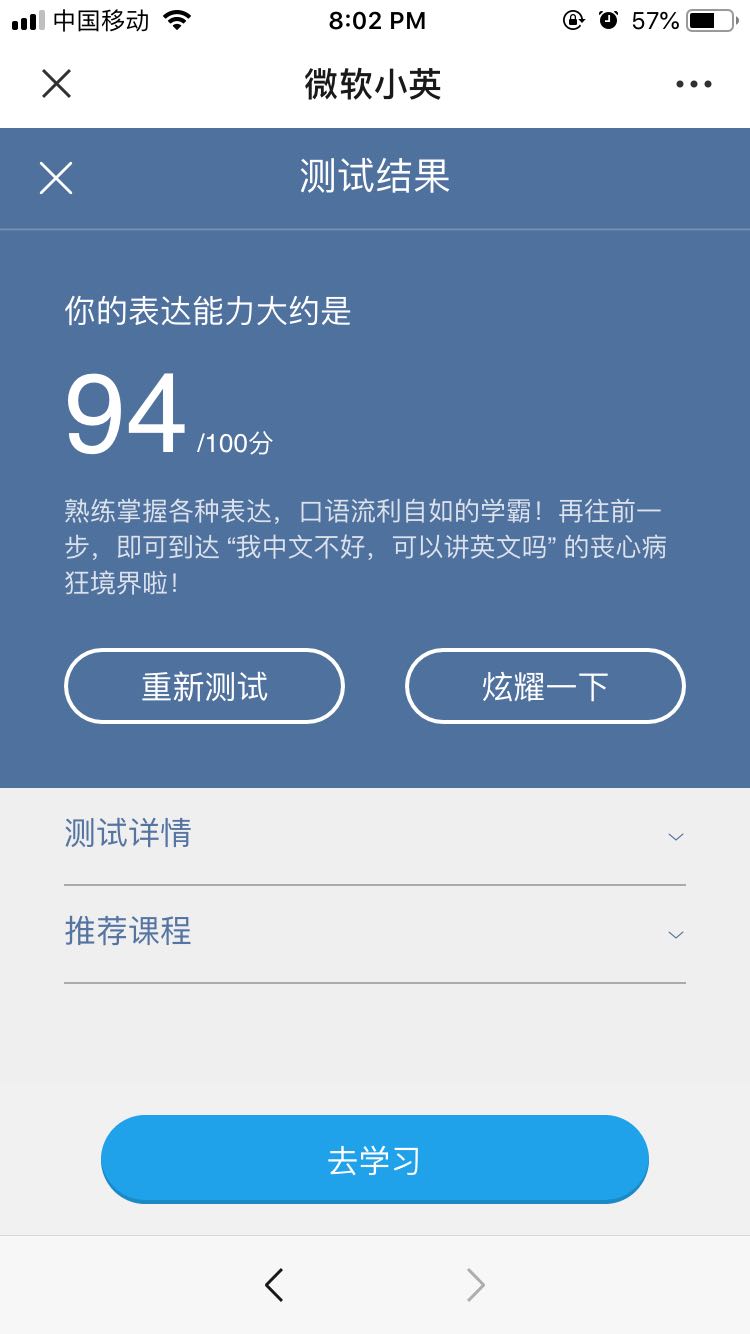 中国移动 8:02 PM 57%
微软小英
测试结果
你的表达能力大约是
94 /100分
熟练掌握各种表达，口语流利自如的学霸！再往前一
步，即可到达 “我中文不好，可以讲英文吗” 的丧心病
狂境界啦！
重新测试 炫耀一下
测试详情
推荐课程
去学习